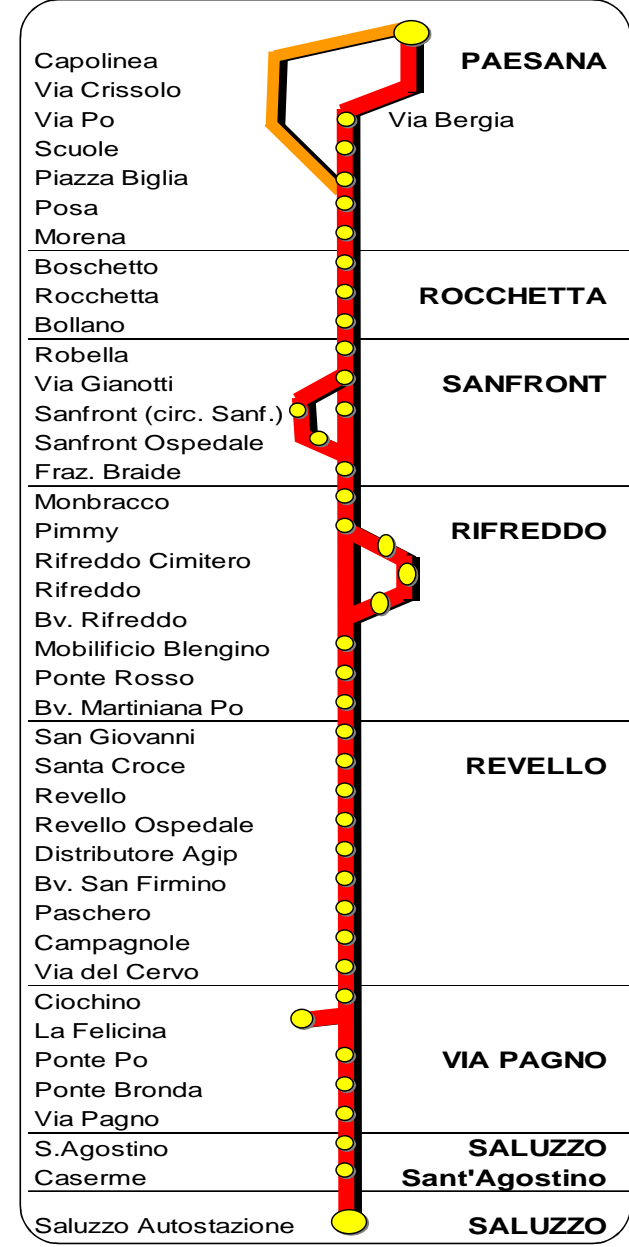 Capolinea PAESANA
Via Crissolo
Via Po Via Bergia
Scuole
Piazza Biglia
Posa
Morena
Boschetto
Rocchetta ROCCHETTA
Bollano
Robella
Via Gianotti SANFRONT
Sanfront (circ. Sanf.)
Sanfront Ospedale
Fraz. Braide
Monbracco
Pimmy RIFREDDO
Rifreddo Cimitero
Rifreddo
Bv. Rifreddo
Mobilificio Blengino
Ponte Rosso
Bv. Martiniana Po
San Giovanni
Santa Croce REVELLO
Revello
Revello Ospedale
Distributore Agip
Bv. San Firmino
Paschero
Campagnole
Via del Cervo
Ciochino
La Felicina
Ponte Po VIA PAGNO
Ponte Bronda
Via Pagno
S.Agostino SALUZZO
Caserme Sant'Agostino
Saluzzo Autostazione SALUZZO